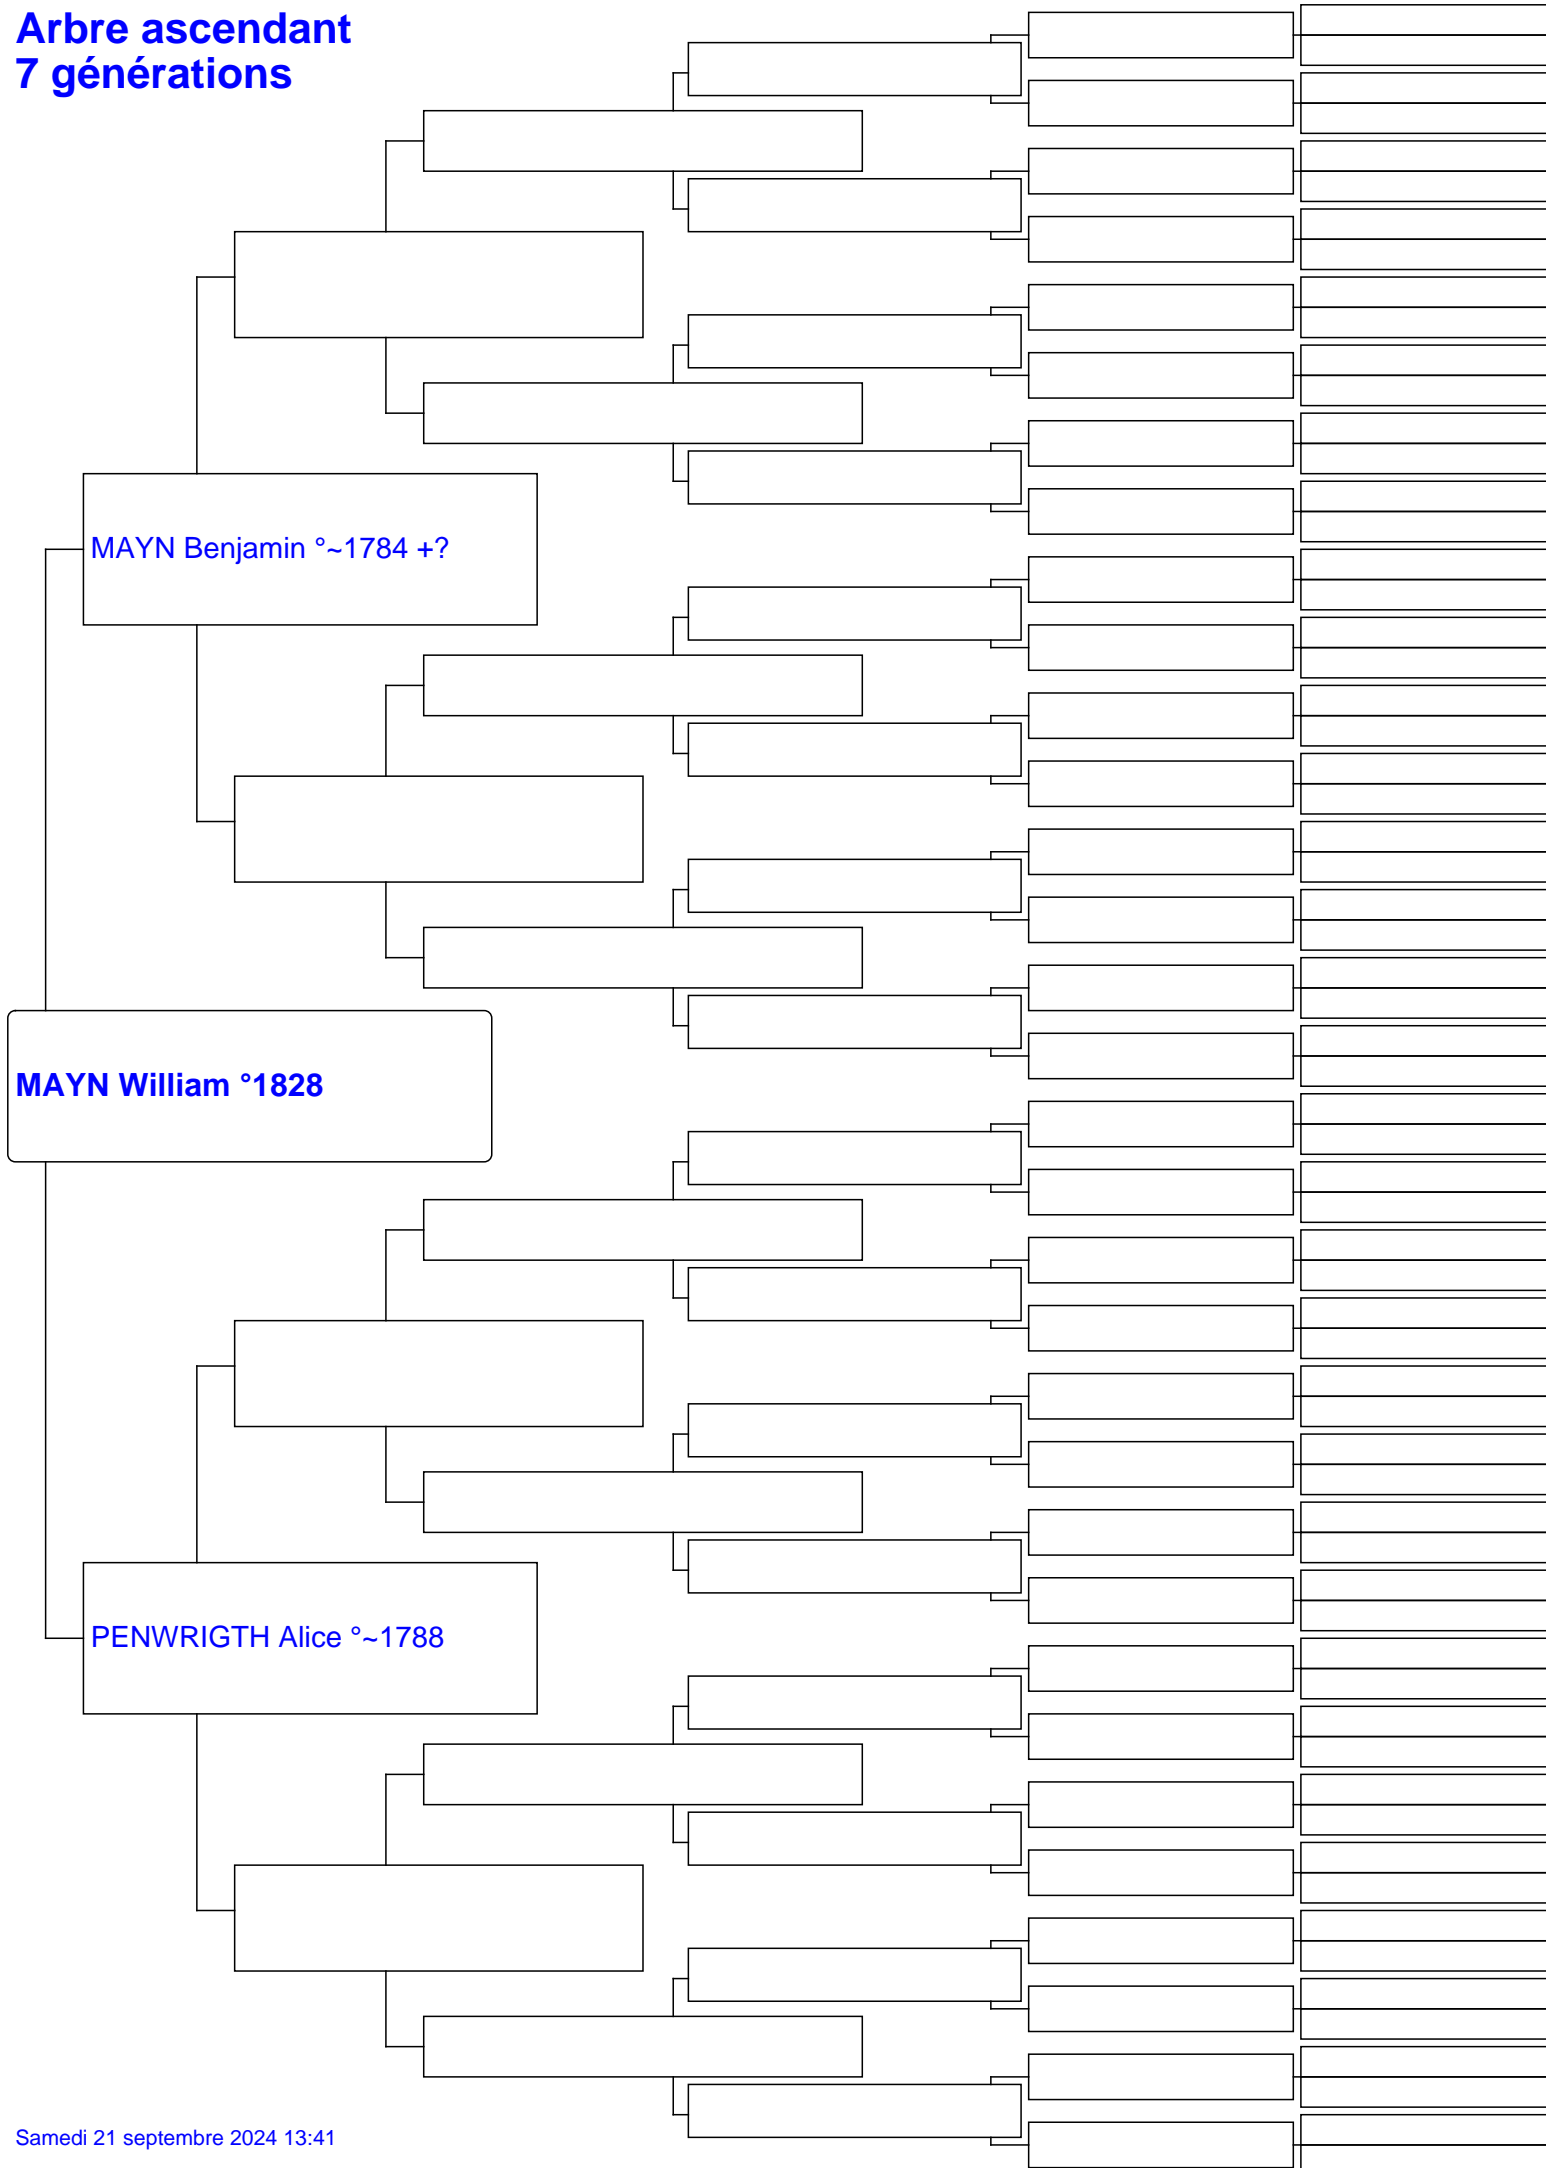 Arbre ascendant
7 générations
MAYN Benjamin °~1784 +?
MAYN William °1828
PENWRIGTH Alice °~1788
Samedi 21 septembre 2024 13:41